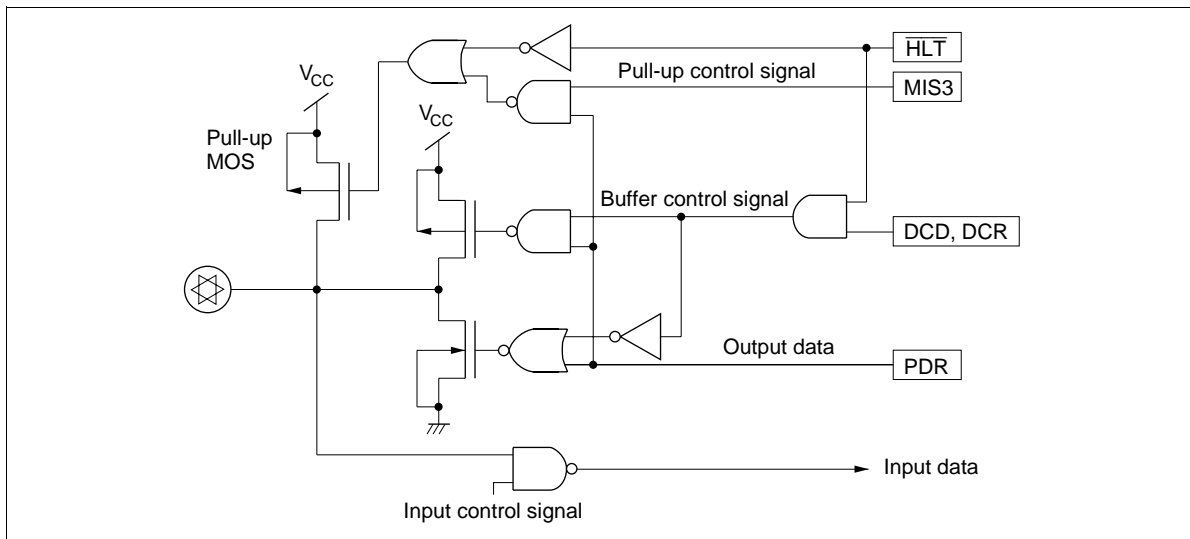 HLT
Pull-up control signal
MIS3
VCC
VCC
Pull-up
MOS
Buffer control signal
DCD, DCR
Output data
PDR
Input data
Input control signal